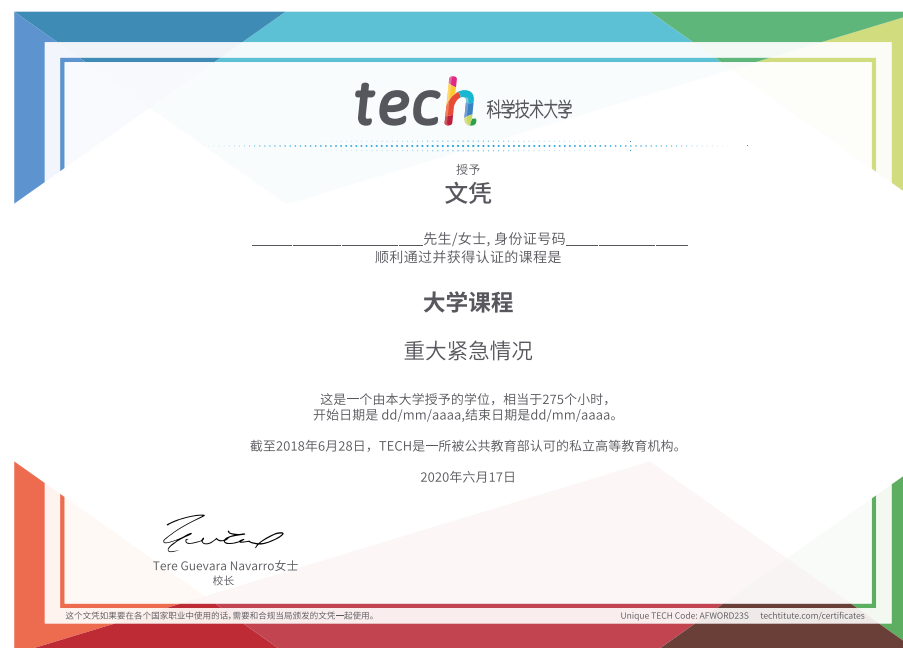 tech 科学技术大学
授予
文凭
______________________先生/女士, 身份证号码_______________
顺利通过并获得认证的课程是
大学课程
重大紧急情况
这是一个由本大学授予的学位，相当于275个小时，
开始日期是 dd/mm/aaaa,结束日期是dd/mm/aaaa。
截至2018年6月28日，TECH是一所被公共教育部认可的私立高等教育机构。
2020年六月17日
Tere Guevara Navarro女士
校长
这个文凭如果要在各个国家职业中使用的话,需要和合规当局颁发的文凭一起使用。
Unique TECH Code: AFWORD23S techtitute.com/certificates